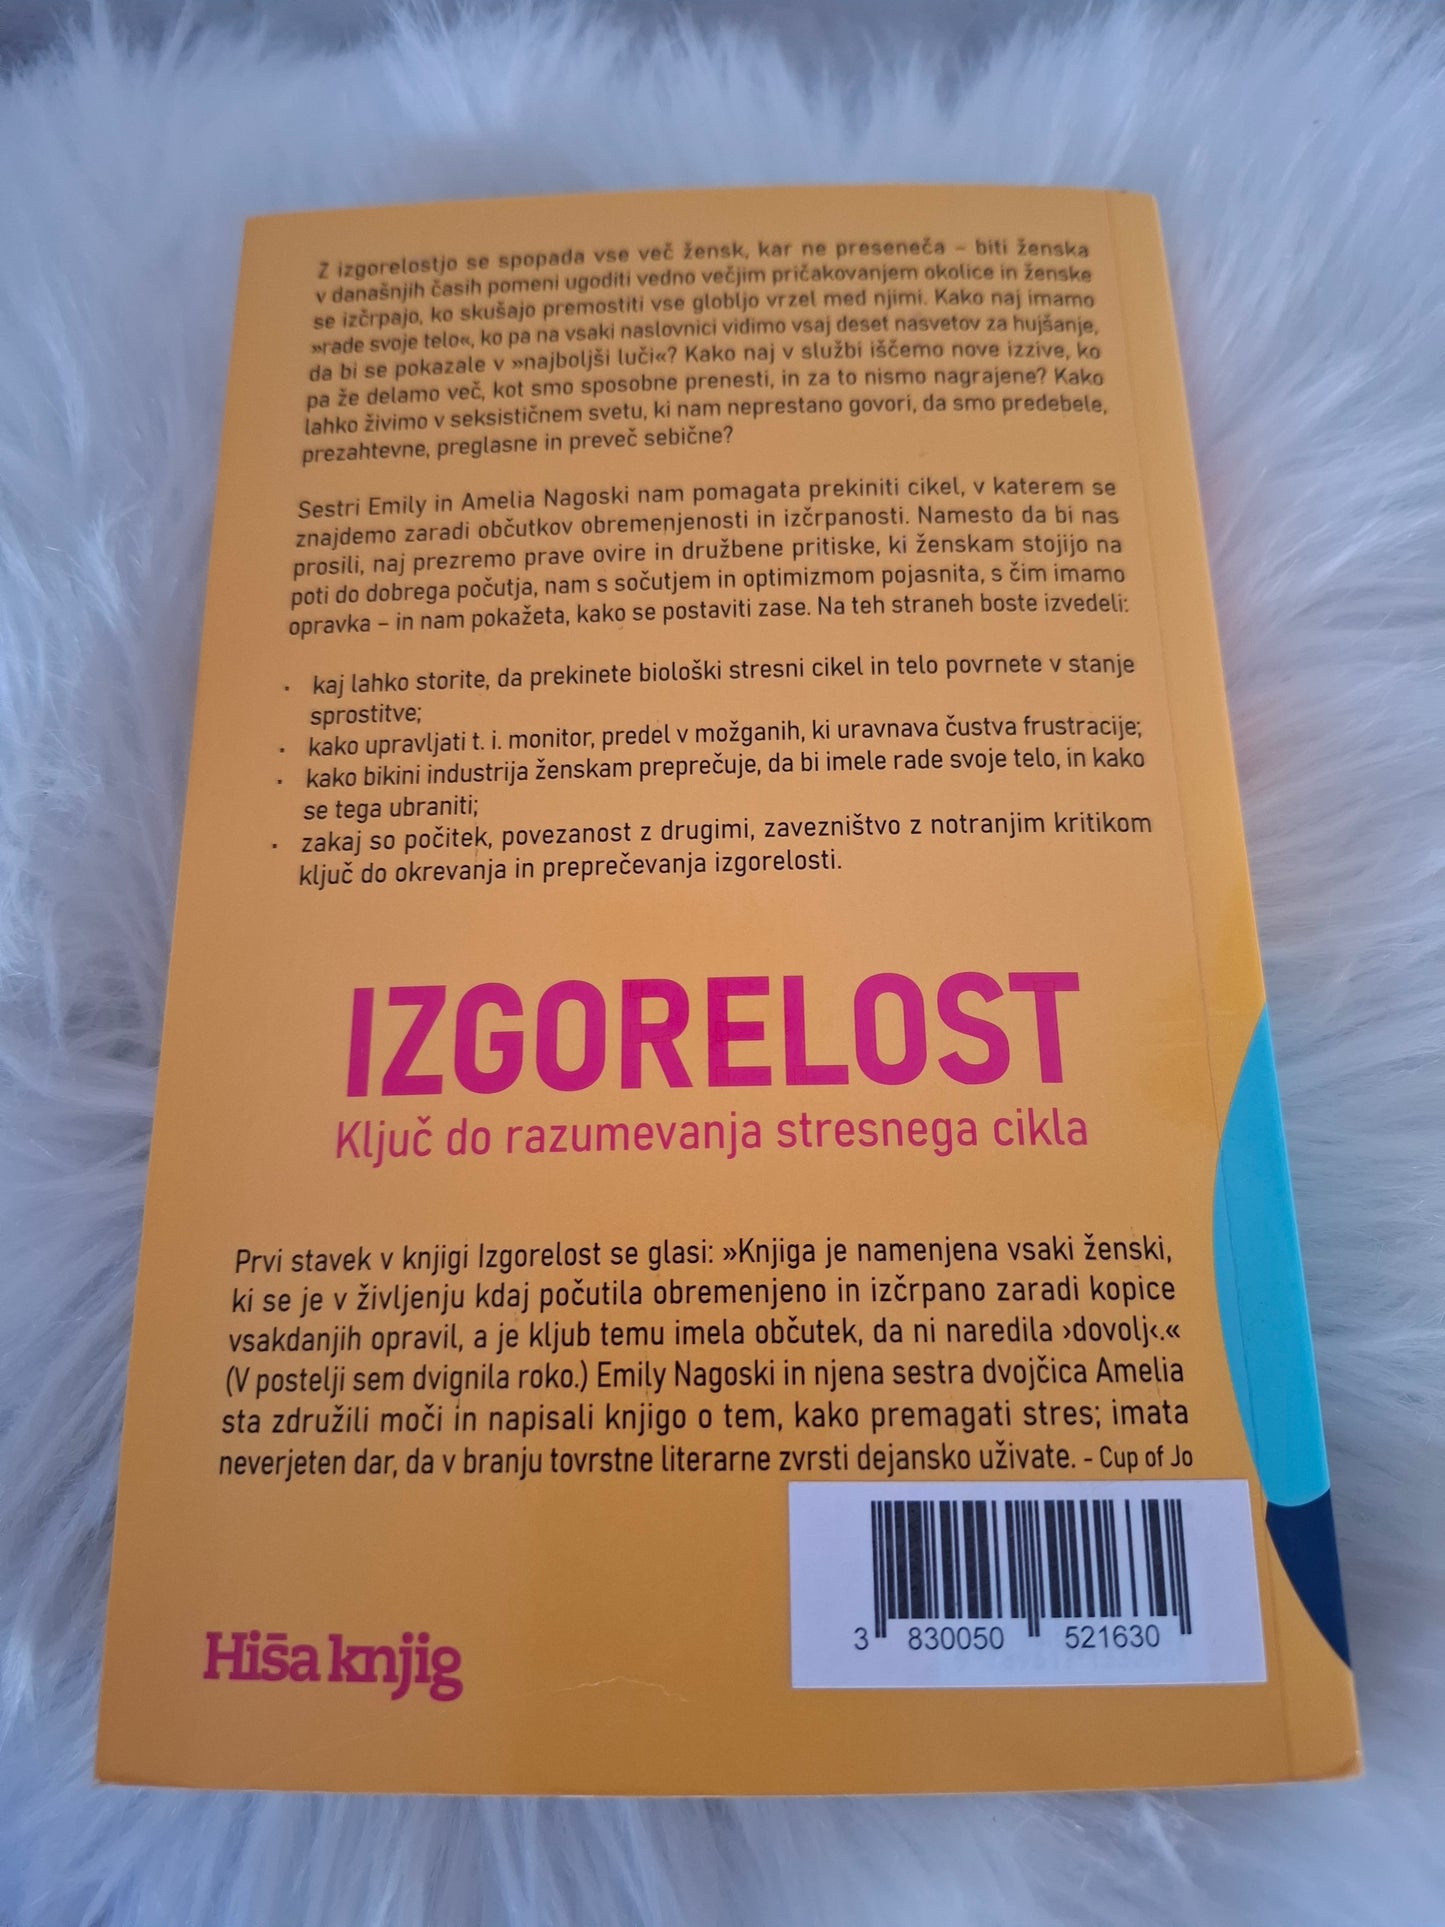 Z izgorelostjo se spopada vse več žensk, kar ne preseneča – biti ženska
v današnjih časih pomeni ugoditi vedno večjim pričakovanjem okolice in ženske
se izčrpajo, ko skušajo premostiti vse globljo vrzel med njimi. Kako naj imamo
»rade svoje telo«, ko pa na vsaki naslovnici vidimo vsaj deset nasvetov za hujšanje,
da bi se pokazale v »najboljši luči«? Kako naj v službi iščemo nove izzive, ko
pa že delamo več, kot smo sposobne prenesti, in za to nismo nagrajene? Kako
lahko živimo v seksističnem svetu, ki nam neprestano govori, da smo predebele,
prezahtevne, preglasne in preveč sebične?
Sestri Emily in Amelia Nagoski nam pomagata prekiniti cikel, v katerem se
znajdemo zaradi občutkov obremenjenosti in izčrpanosti. Namesto da bi nas
prosili, naj prezremo prave ovire in družbene pritiske, ki ženskam stojijo na
poti do dobrega počutja, nam s sočutjem in optimizmom pojasnita, s čim imamo
opravka – in nam pokažeta, kako se postaviti zase. Na teh straneh boste izvedeli:
· kaj lahko storite, da prekinete biološki stresni cikel in telo povrnete v stanje
sprostitve;
· kako upravljati t. i. monitor, predel v možganih, ki uravnava čustva frustracije;
· kako bikini industrija ženskam preprečuje, da bi imele rade svoje telo, in kako
se tega ubraniti;
· zakaj so počitek, povezanost z drugimi, zavezništvo z notranjim kritikom
ključ do okrevanja in preprečevanja izgorelosti.
IZGORELOST
Ključ do razumevanja stresnega cikla
Prvi stavek v knjigi Izgorelost se glasi: »Knjiga je namenjena vsaki ženski,
ki se je v življenju kdaj počutila obremenjeno in izčrpano zaradi kopice
vsakdanjih opravil, a je kljub temu imela občutek, da ni naredila ›dovolj‹.«
(V postelji sem dvignila roko.) Emily Nagoski in njena sestra dvojčica Amelia
sta združili moči in napisali knjigo o tem, kako premagati stres; imata
neverjeten dar, da v branju tovrstne literarne zvrsti dejansko uživate. - Cup of Jo
3 830050 521630
Hiša knjig